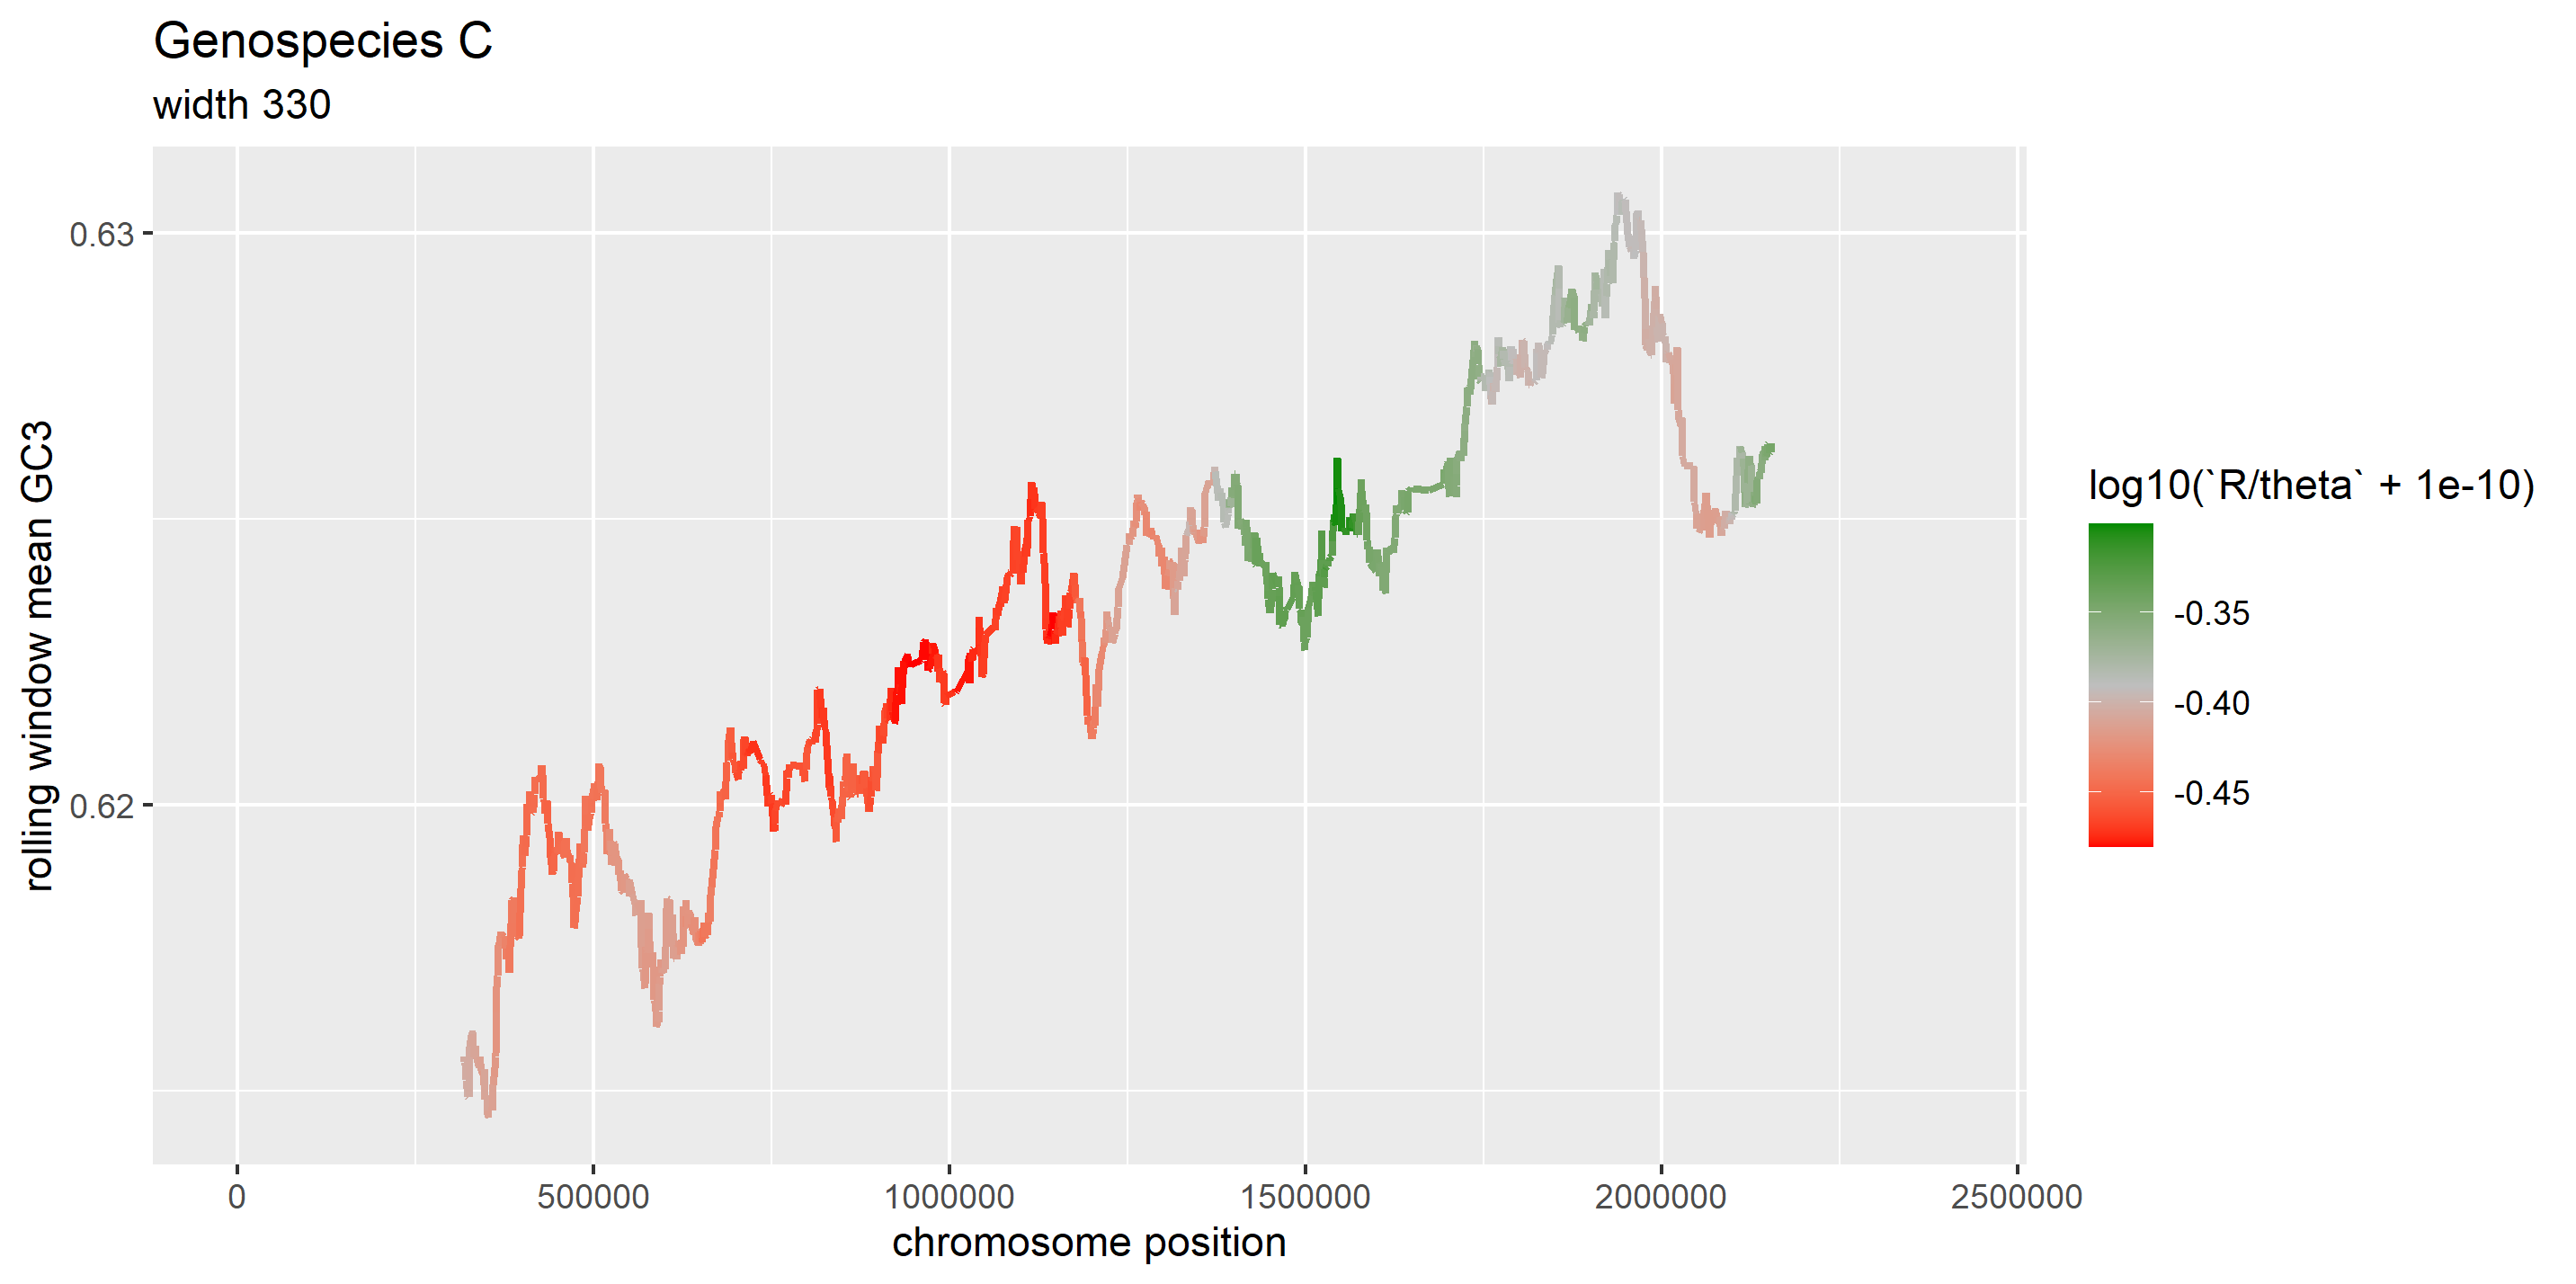 Genospecies C
width 330
rolling window mean GC3
0.63
0.62
0
500000
1000000
1500000
2000000
2500000
chromosome position
log10(`R/theta` + 1e-10)
-0.35
-0.40
-0.45